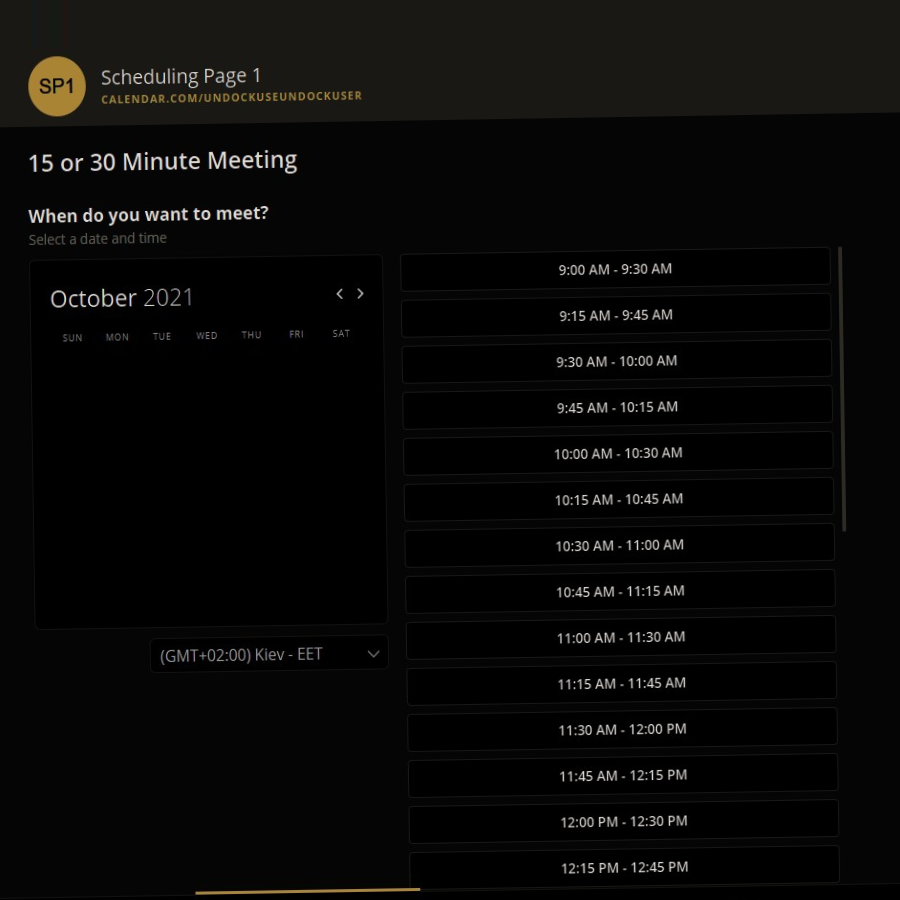 SP1
Scheduling Page 1
CALENDAR.COM/UNDOCKUSEUNDOCKUSER
15 or 30 Minute Meeting
When do you want to meet?
Select a date and time
October 2021
SUN MON TUE WED THU FRI SAT
(GMT+02:00) Kiev - EET
9:00 AM - 9:30 AM
9:15 AM - 9:45 AM
9:30 AM - 10:00 AM
9:45 AM - 10:15 AM
10:00 AM - 10:30 AM
10:15 AM - 10:45 AM
10:30 AM - 11:00 AM
10:45 AM - 11:15 AM
11:00 AM - 11:30 AM
11:15 AM - 11:45 AM
11:30 AM - 12:00 PM
11:45 AM - 12:15 PM
12:00 PM - 12:30 PM
12:15 PM - 12:45 PM